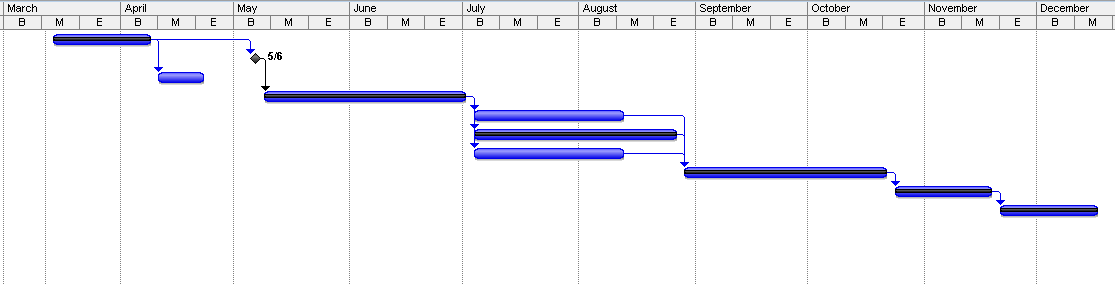 March April May June July August September October November December
B M E B M E B M E B M E B M E B M E B M E B M E B M E B M
5/6